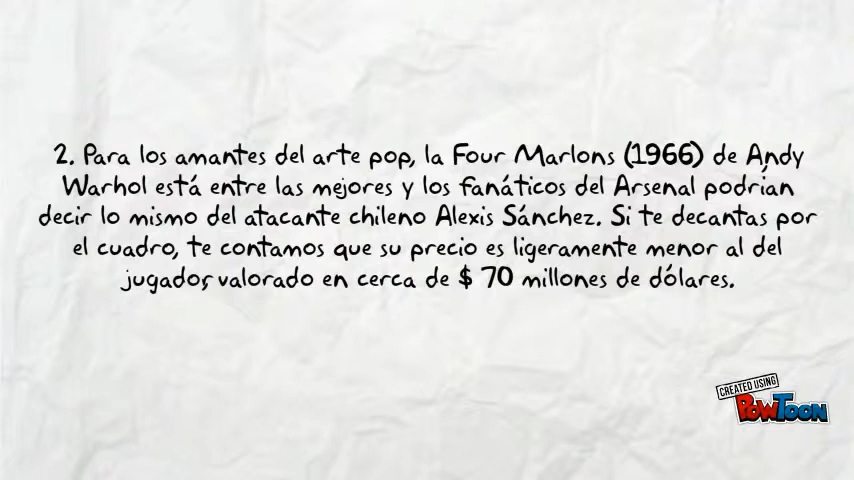 2. Para los amantes del arte pop, la Four Marlons (1966) de Andy
Warhol está entre las mejores y los fanáticos del Arsenal podrían
decir lo mismo del atacante chileno Alexis Sánchez. Si te decantas por
el cuadro, te contamos que su precio es ligeramente menor al del
jugador, valorado en cerca de $ 70 millones de dólares.
CREATED USING
POWTOON